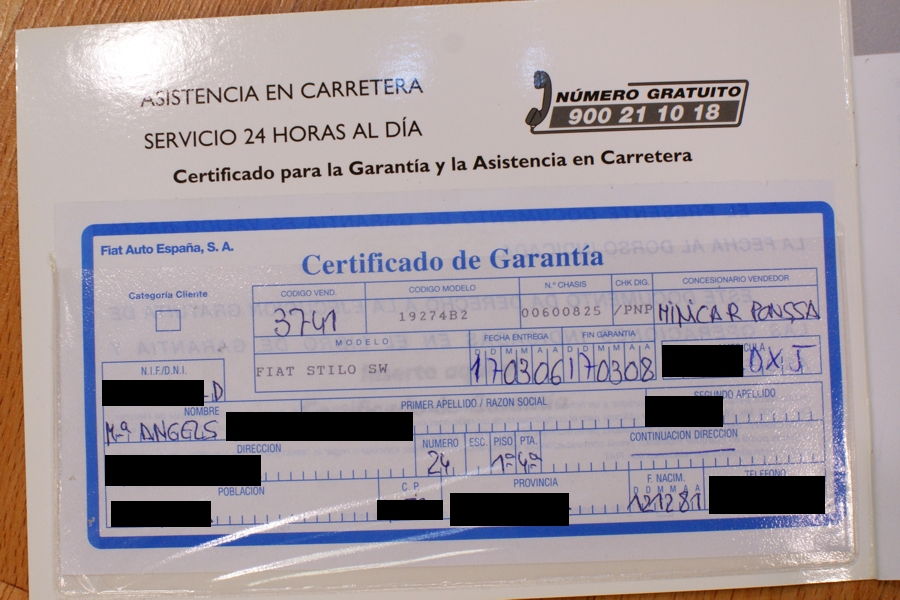 ASISTENCIA EN CARRETERA
SERVICIO 24 HORAS AL DÍA
NÚMERO GRATUITO
900 21 10 18
Certificado para la Garantía y la Asistencia en Carretera
Fiat Auto España, S. A.
Certificado de Garantía
Categoría Cliente
CODIGO VEND. CODIGO MODELO N.º CHASIS CHK DIG. CONCESIONARIO VENDEDOR
3741 19274B2 00600825 /PNP MINICAR PONSSA
MODELO FECHA ENTREGA FIN GARANTIA
D D M M A A D D M M A A
FIAT STILO SW 170306 170308 DXJ
N.I.F./D.N.I.
D
NOMBRE PRIMER APELLIDO / RAZON SOCIAL SEGUNDO APELLIDO
Mª ANGELS
DIRECCION NUMERO ESC. PISO PTA. CONTINUACION DIRECCION
24 1º 4ª
POBLACION C. P. PROVINCIA F. NACIM. TELEFONO
D D M M A A
121281